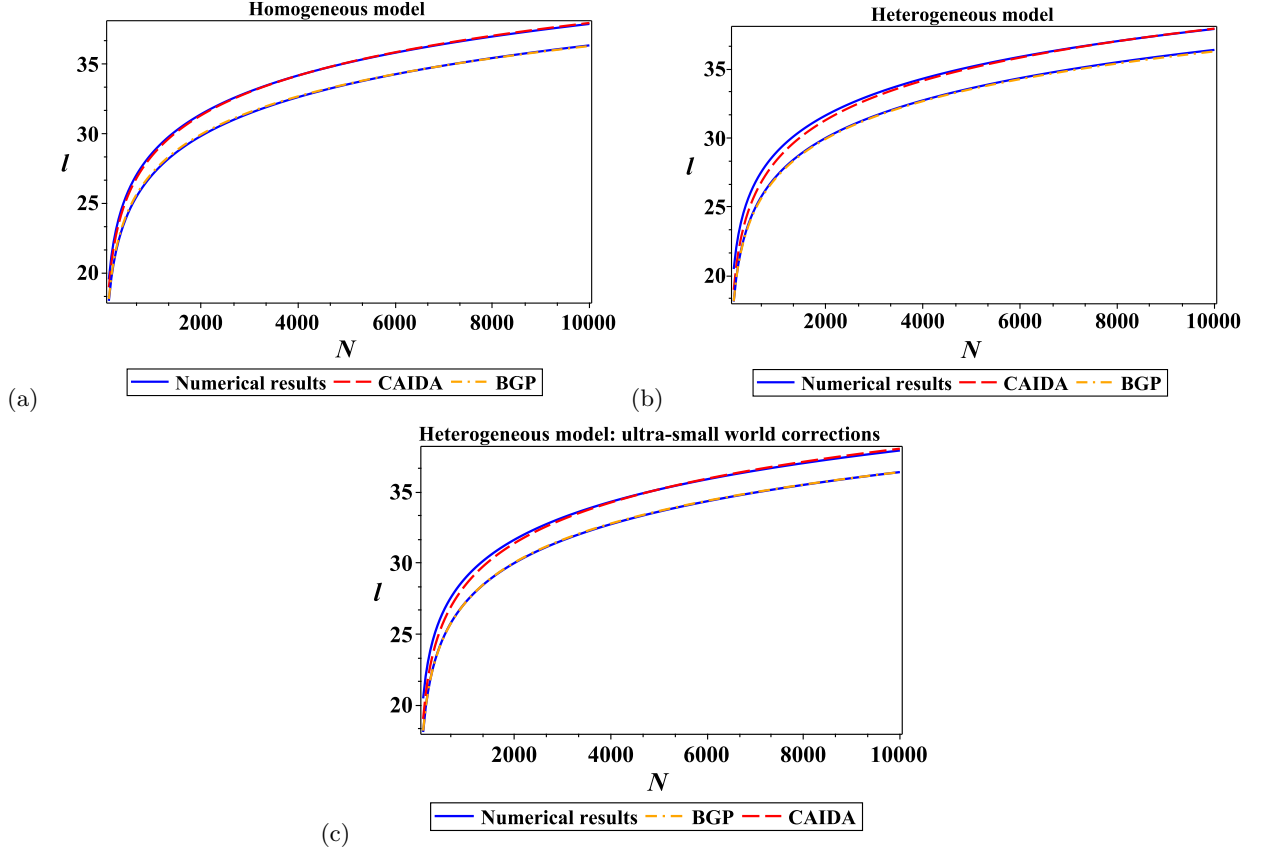 Homogeneous model
35
30
25
20
l
2000 4000 6000 8000 10000
N
Numerical results CAIDA BGP
(a)
Heterogeneous model
35
30
25
20
l
2000 4000 6000 8000 10000
N
Numerical results CAIDA BGP
(b)
Heterogeneous model: ultra-small world corrections
35
30
25
20
l
2000 4000 6000 8000 10000
N
Numerical results BGP CAIDA
(c)